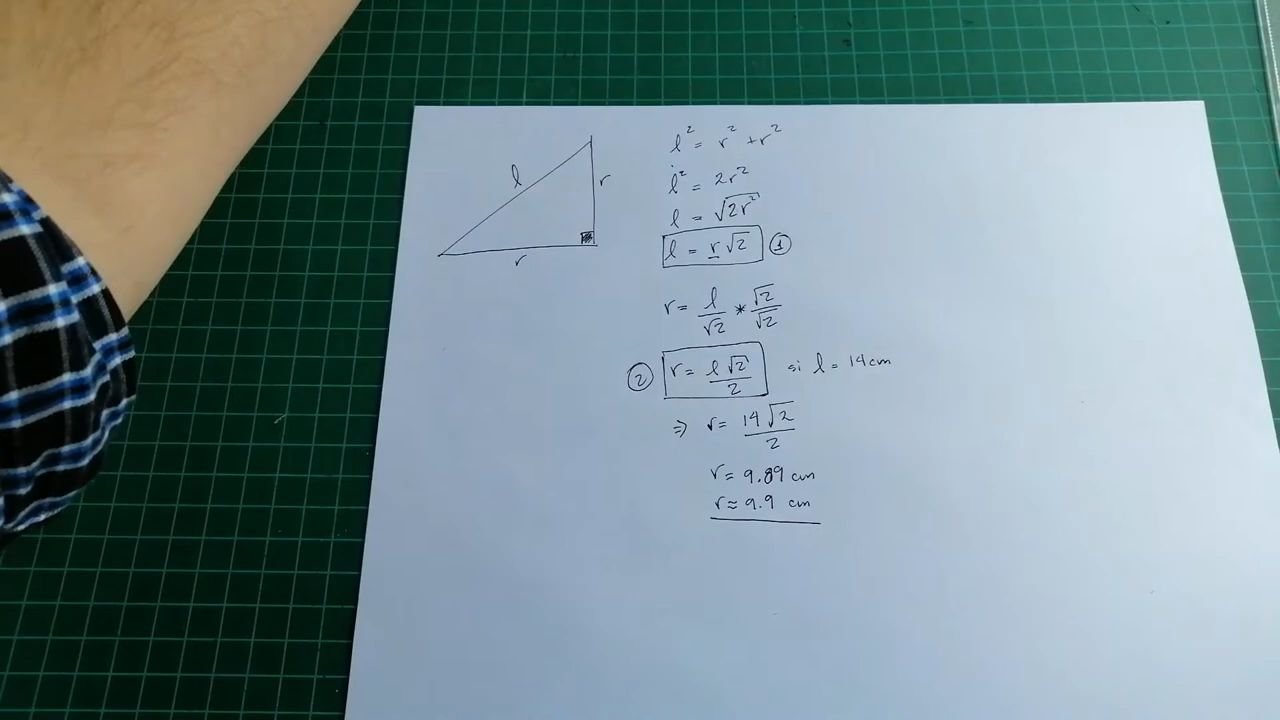 l
r
r
l² = r² + r²
l² = 2r²
l = √2r²
l = r√2 ①
r = l/√2 * √2/√2
② r = l√2/2 si l = 14cm
⇒ r = 14√2/2
r = 9.89 cm
r ≈ 9.9 cm